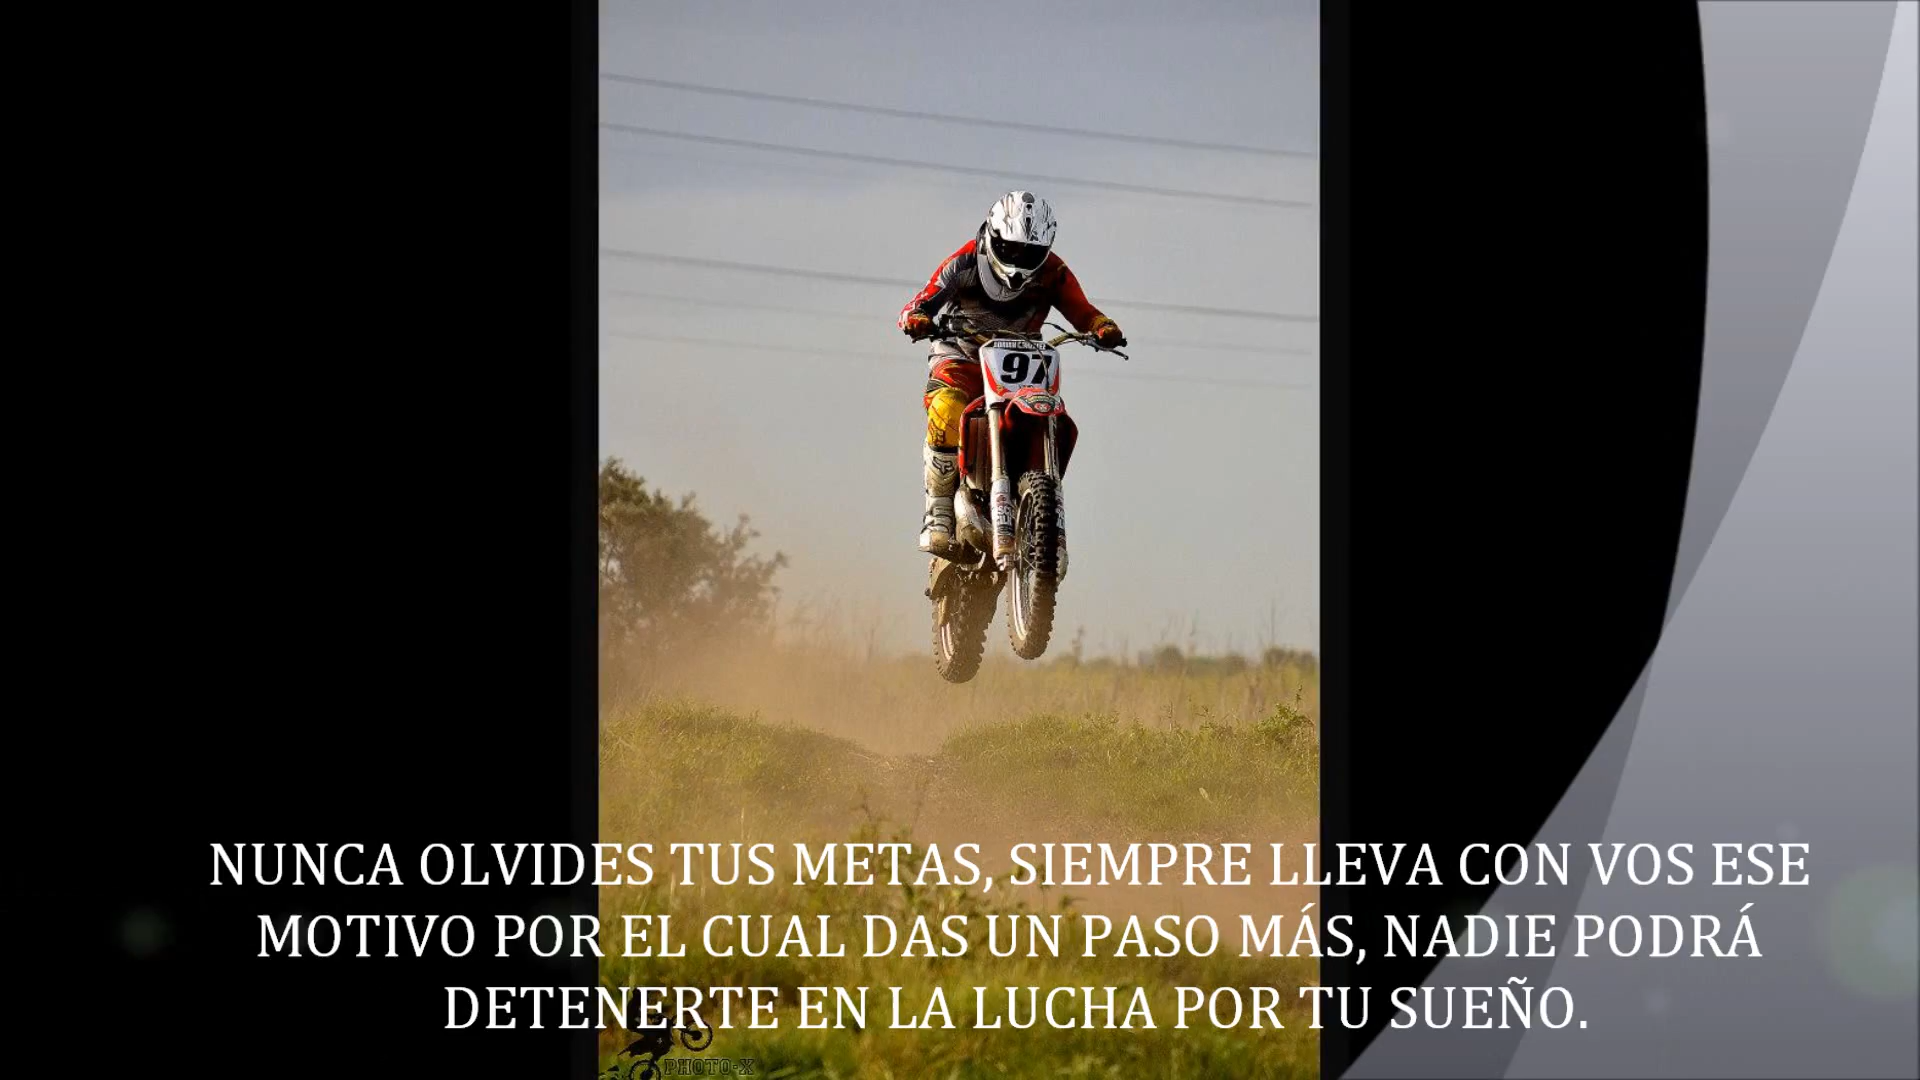 97
NUNCA OLVIDES TUS METAS, SIEMPRE LLEVA CON VOS ESE
MOTIVO POR EL CUAL DAS UN PASO MÁS, NADIE PODRÁ
DETENERTE EN LA LUCHA POR TU SUEÑO.
PHOTO-X